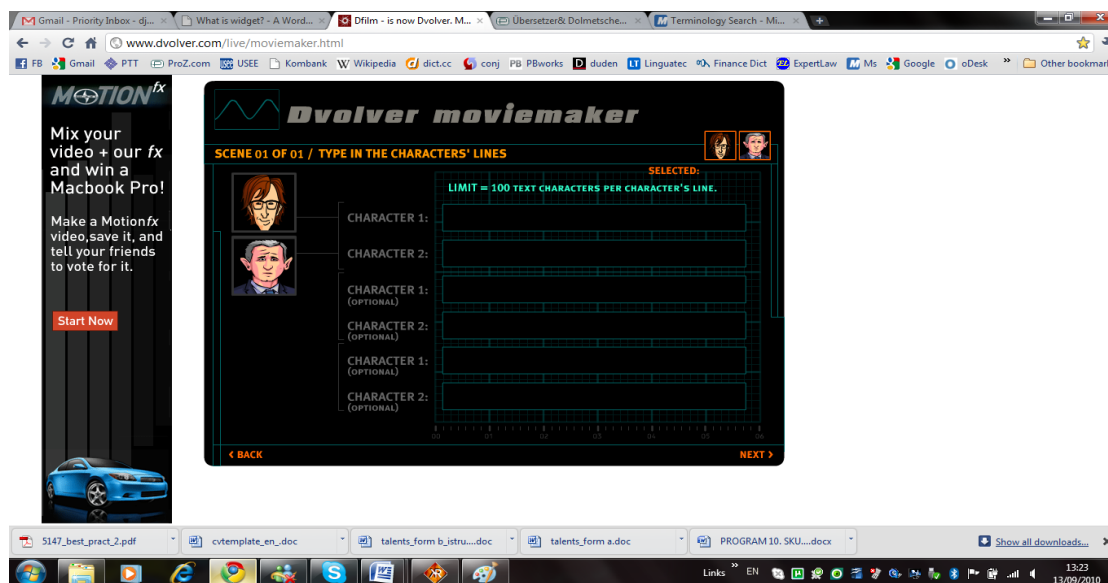 Gmail - Priority Inbox - dj... × What is widget? - A Word... × Dfilm - is now Dvolver. M... × Übersetzer& Dolmetsche... × Terminology Search - Mi... ×
www.dvolver.com/live/moviemaker.html
FB Gmail PTT ProZ.com USEE Kombank Wikipedia dict.cc conj PBworks duden Linguatec Finance Dict ExpertLaw Ms Google oDesk » Other bookmark
MOTIONfx
Mix your
video + our fx
and win a
Macbook Pro!
Make a Motionfx
video,save it, and
tell your friends
to vote for it.
Start Now
Dvolver moviemaker
SCENE 01 OF 01 / TYPE IN THE CHARACTERS' LINES
SELECTED:
LIMIT = 100 TEXT CHARACTERS PER CHARACTER'S LINE.
CHARACTER 1:
CHARACTER 2:
CHARACTER 1:
(OPTIONAL)
CHARACTER 2:
(OPTIONAL)
CHARACTER 1:
(OPTIONAL)
CHARACTER 2:
(OPTIONAL)
00 01 02 03 04 05 06
< BACK NEXT >
5147_best_pract_2.pdf cvtemplate_en_.doc talents_form b_istru....doc talents_form a.doc PROGRAM 10. SKU....docx Show all downloads...
Links » EN 13:23
13/09/2010